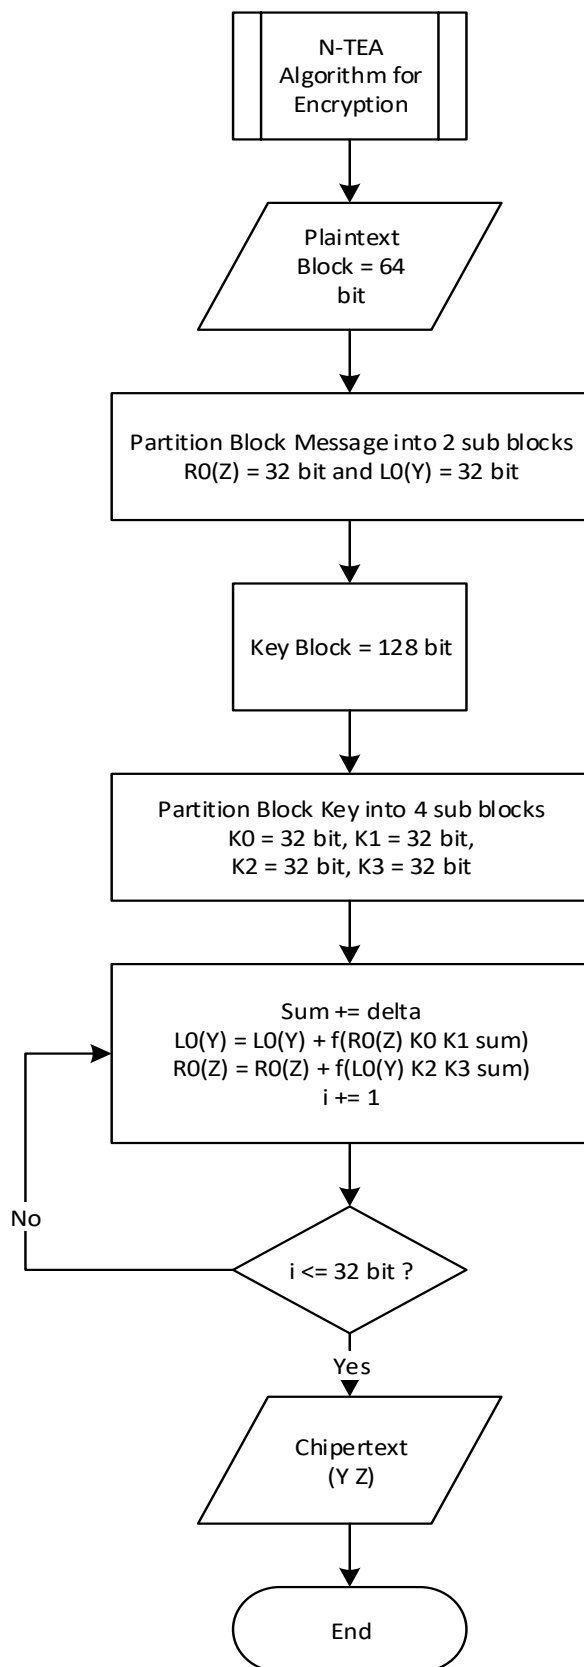 N-TEA
Algorithm for
Encryption
Plaintext
Block = 64
bit
Partition Block Message into 2 sub blocks
R0(Z) = 32 bit and L0(Y) = 32 bit
Key Block = 128 bit
Partition Block Key into 4 sub blocks
K0 = 32 bit, K1 = 32 bit,
K2 = 32 bit, K3 = 32 bit
Sum += delta
L0(Y) = L0(Y) + f(R0(Z) K0 K1 sum)
R0(Z) = R0(Z) + f(L0(Y) K2 K3 sum)
i += 1
No
i <= 32 bit ?
Yes
Chipertext
(Y Z)
End